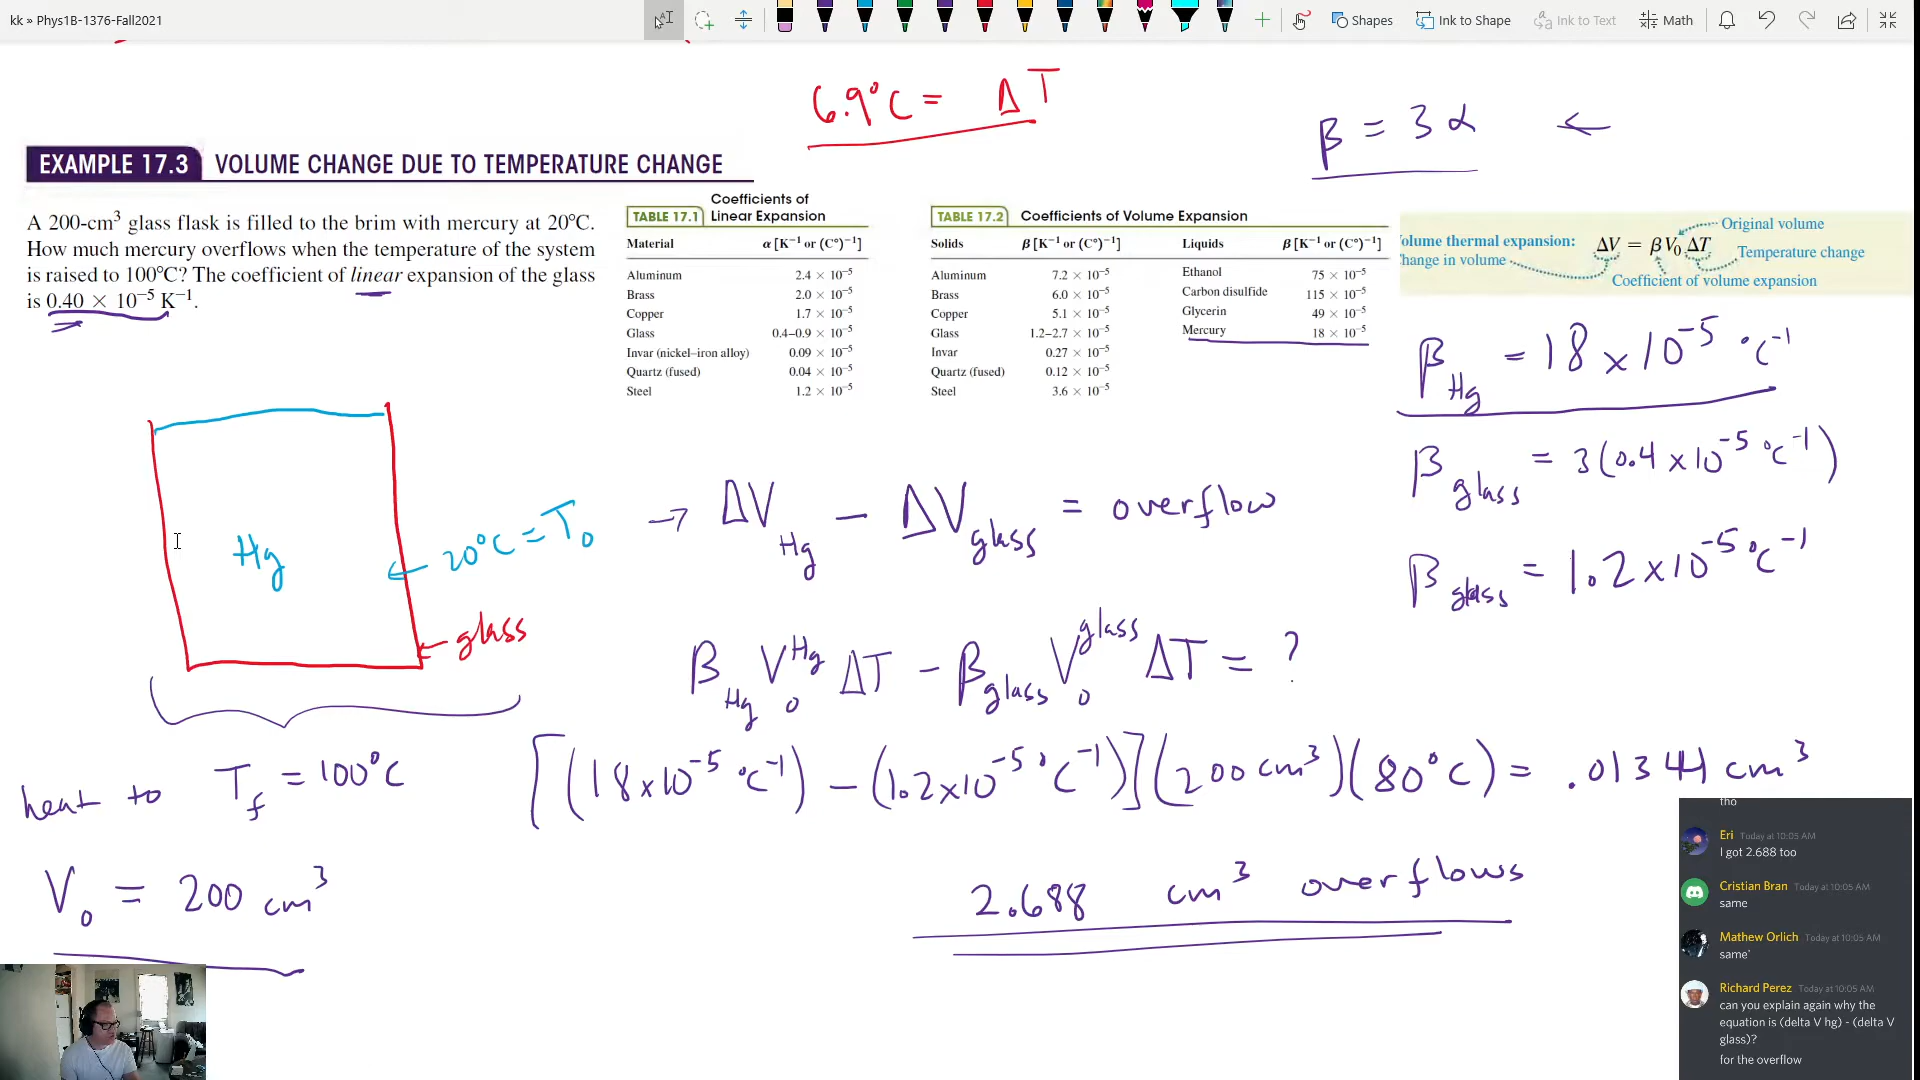 kk » Phys1B-1376-Fall2021
Shapes
Ink to Shape
Ink to Text
Math
6.9°C = ΔT
β = 3α ←
EXAMPLE 17.3 VOLUME CHANGE DUE TO TEMPERATURE CHANGE
A 200-cm³ glass flask is filled to the brim with mercury at 20°C.
How much mercury overflows when the temperature of the system
is raised to 100°C? The coefficient of linear expansion of the glass
is 0.40 × 10⁻⁵ K⁻¹.
TABLE 17.1 Coefficients of Linear Expansion
Material α [K⁻¹ or (C°)⁻¹]
Aluminum 2.4 × 10⁻⁵
Brass 2.0 × 10⁻⁵
Copper 1.7 × 10⁻⁵
Glass 0.4–0.9 × 10⁻⁵
Invar (nickel–iron alloy) 0.09 × 10⁻⁵
Quartz (fused) 0.04 × 10⁻⁵
Steel 1.2 × 10⁻⁵
TABLE 17.2 Coefficients of Volume Expansion
Solids β [K⁻¹ or (C°)⁻¹]
Aluminum 7.2 × 10⁻⁵
Brass 6.0 × 10⁻⁵
Copper 5.1 × 10⁻⁵
Glass 1.2–2.7 × 10⁻⁵
Invar 0.27 × 10⁻⁵
Quartz (fused) 0.12 × 10⁻⁵
Steel 3.6 × 10⁻⁵
Liquids β [K⁻¹ or (C°)⁻¹]
Ethanol 75 × 10⁻⁵
Carbon disulfide 115 × 10⁻⁵
Glycerin 49 × 10⁻⁵
Mercury 18 × 10⁻⁵
Original volume
olume thermal expansion: ΔV = βV₀ ΔT
Temperature change
hange in volume
Coefficient of volume expansion
β_Hg = 18 × 10⁻⁵ °C⁻¹
β_glass = 3(0.4 × 10⁻⁵ °C⁻¹)
β_glass = 1.2 × 10⁻⁵ °C⁻¹
Hg
20°C = T₀
glass
→ ΔV_Hg − ΔV_glass = overflow
β_Hg V₀^Hg ΔT − β_glass V₀^glass ΔT = ?
heat to T_f = 100°C
[(18 × 10⁻⁵ °C⁻¹) − (1.2 × 10⁻⁵ °C⁻¹)](200 cm³)(80°C) = .01344 cm³
V₀ = 200 cm³
2.688 cm³ overflows
tho
Eri Today at 10:05 AM
I got 2.688 too
Cristian Bran Today at 10:05 AM
same
Mathew Orlich Today at 10:05 AM
same`
Richard Perez Today at 10:05 AM
can you explain again why the
equation is (delta V hg) - (delta V
glass)?
for the overflow